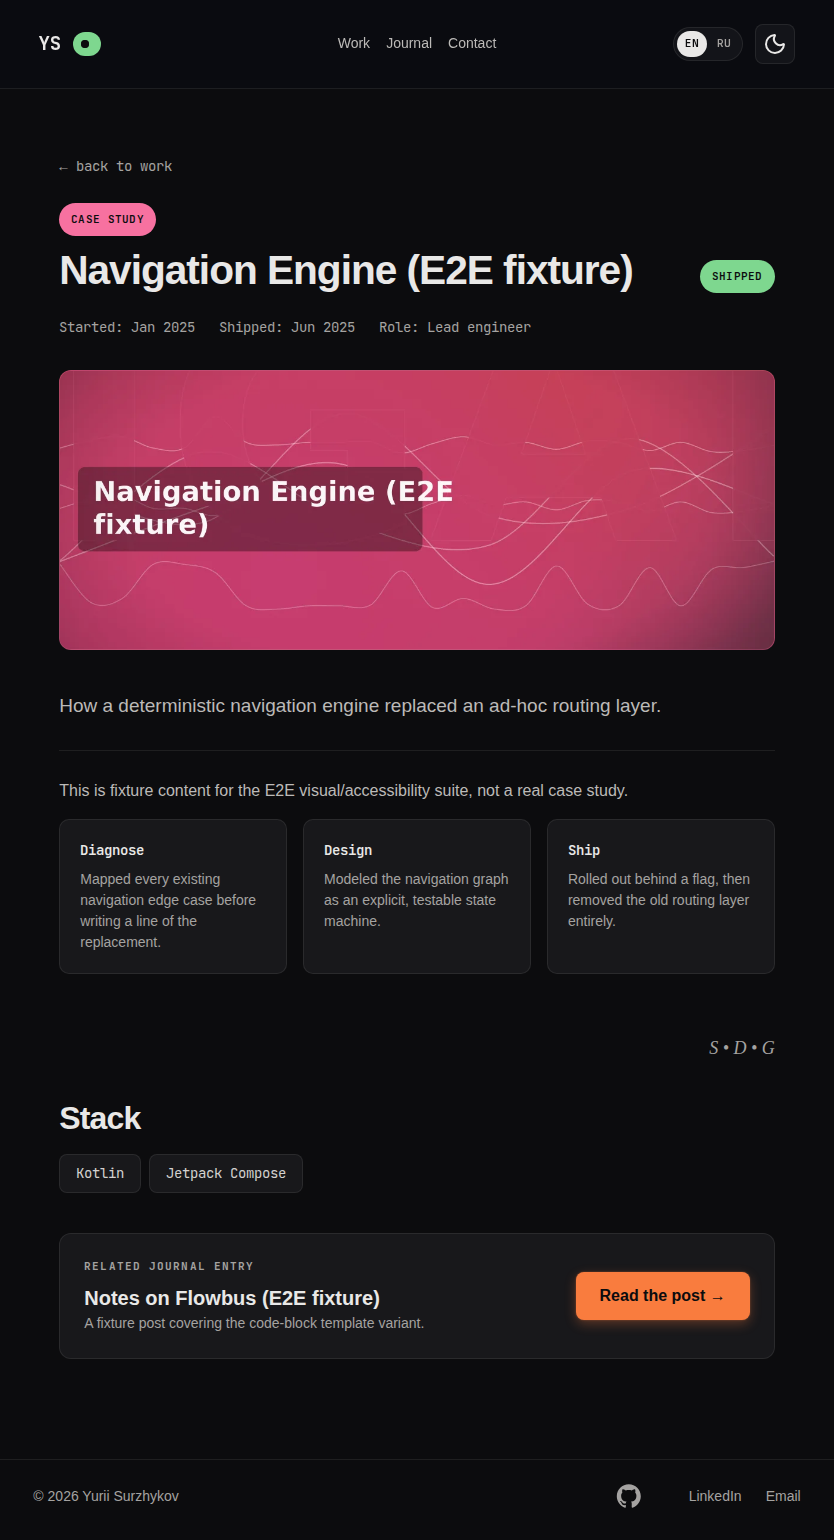 YS
Work Journal Contact
EN RU
← back to work
CASE STUDY
Navigation Engine (E2E fixture)
SHIPPED
Started: Jan 2025 Shipped: Jun 2025 Role: Lead engineer
Navigation Engine (E2E
fixture)
How a deterministic navigation engine replaced an ad-hoc routing layer.
This is fixture content for the E2E visual/accessibility suite, not a real case study.
Diagnose
Mapped every existing
navigation edge case before
writing a line of the
replacement.
Design
Modeled the navigation graph
as an explicit, testable state
machine.
Ship
Rolled out behind a flag, then
removed the old routing layer
entirely.
S • D • G
Stack
Kotlin
Jetpack Compose
RELATED JOURNAL ENTRY
Notes on Flowbus (E2E fixture)
A fixture post covering the code-block template variant.
Read the post →
© 2026 Yurii Surzhykov
LinkedIn Email